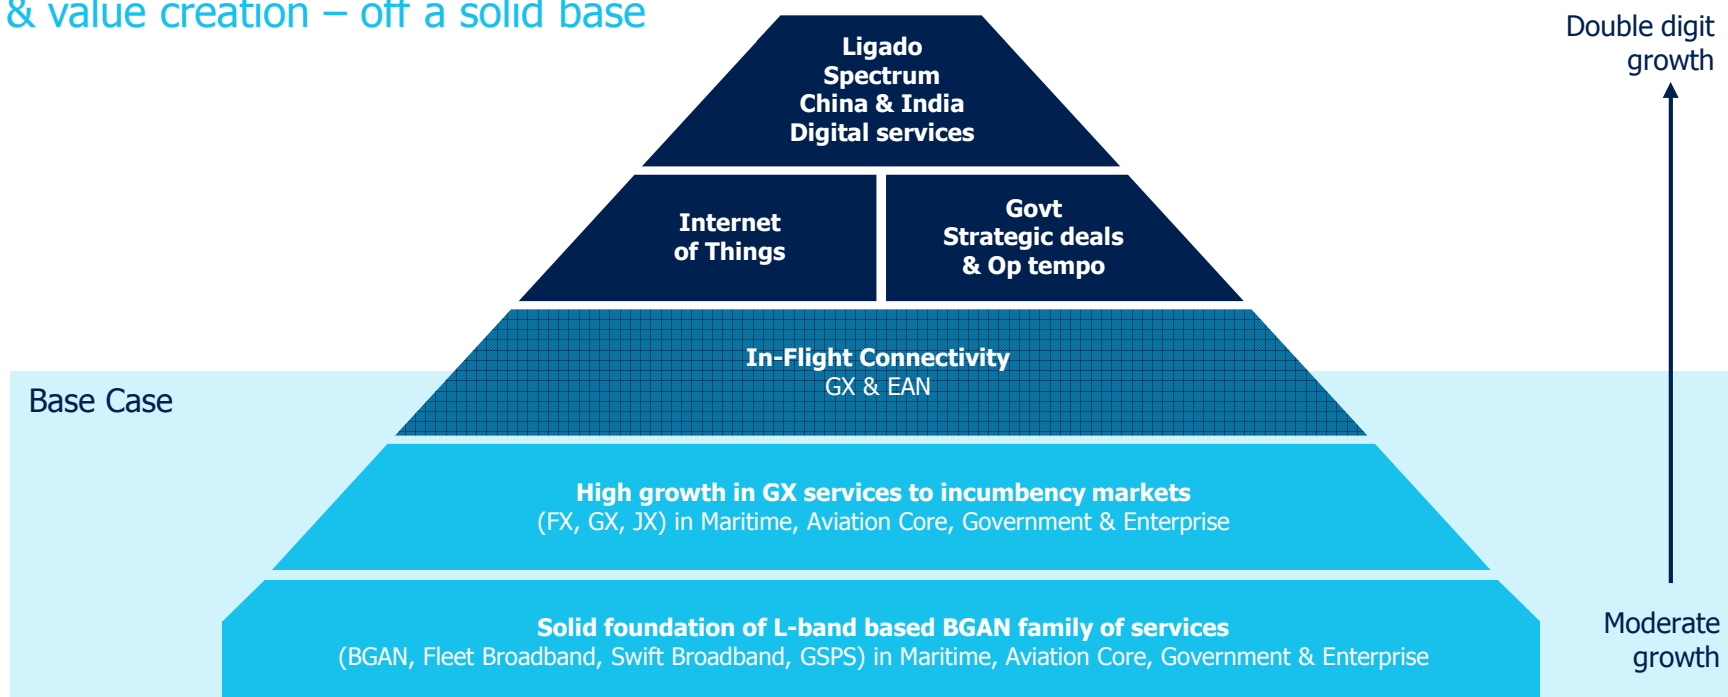 & value creation – off a solid base
Double digit
growth
Ligado
Spectrum
China & India
Digital services
Internet
of Things
Govt
Strategic deals
& Op tempo
In-Flight Connectivity
GX & EAN
Base Case
High growth in GX services to incumbency markets
(FX, GX, JX) in Maritime, Aviation Core, Government & Enterprise
Solid foundation of L-band based BGAN family of services
(BGAN, Fleet Broadband, Swift Broadband, GSPS) in Maritime, Aviation Core, Government & Enterprise
Moderate
growth